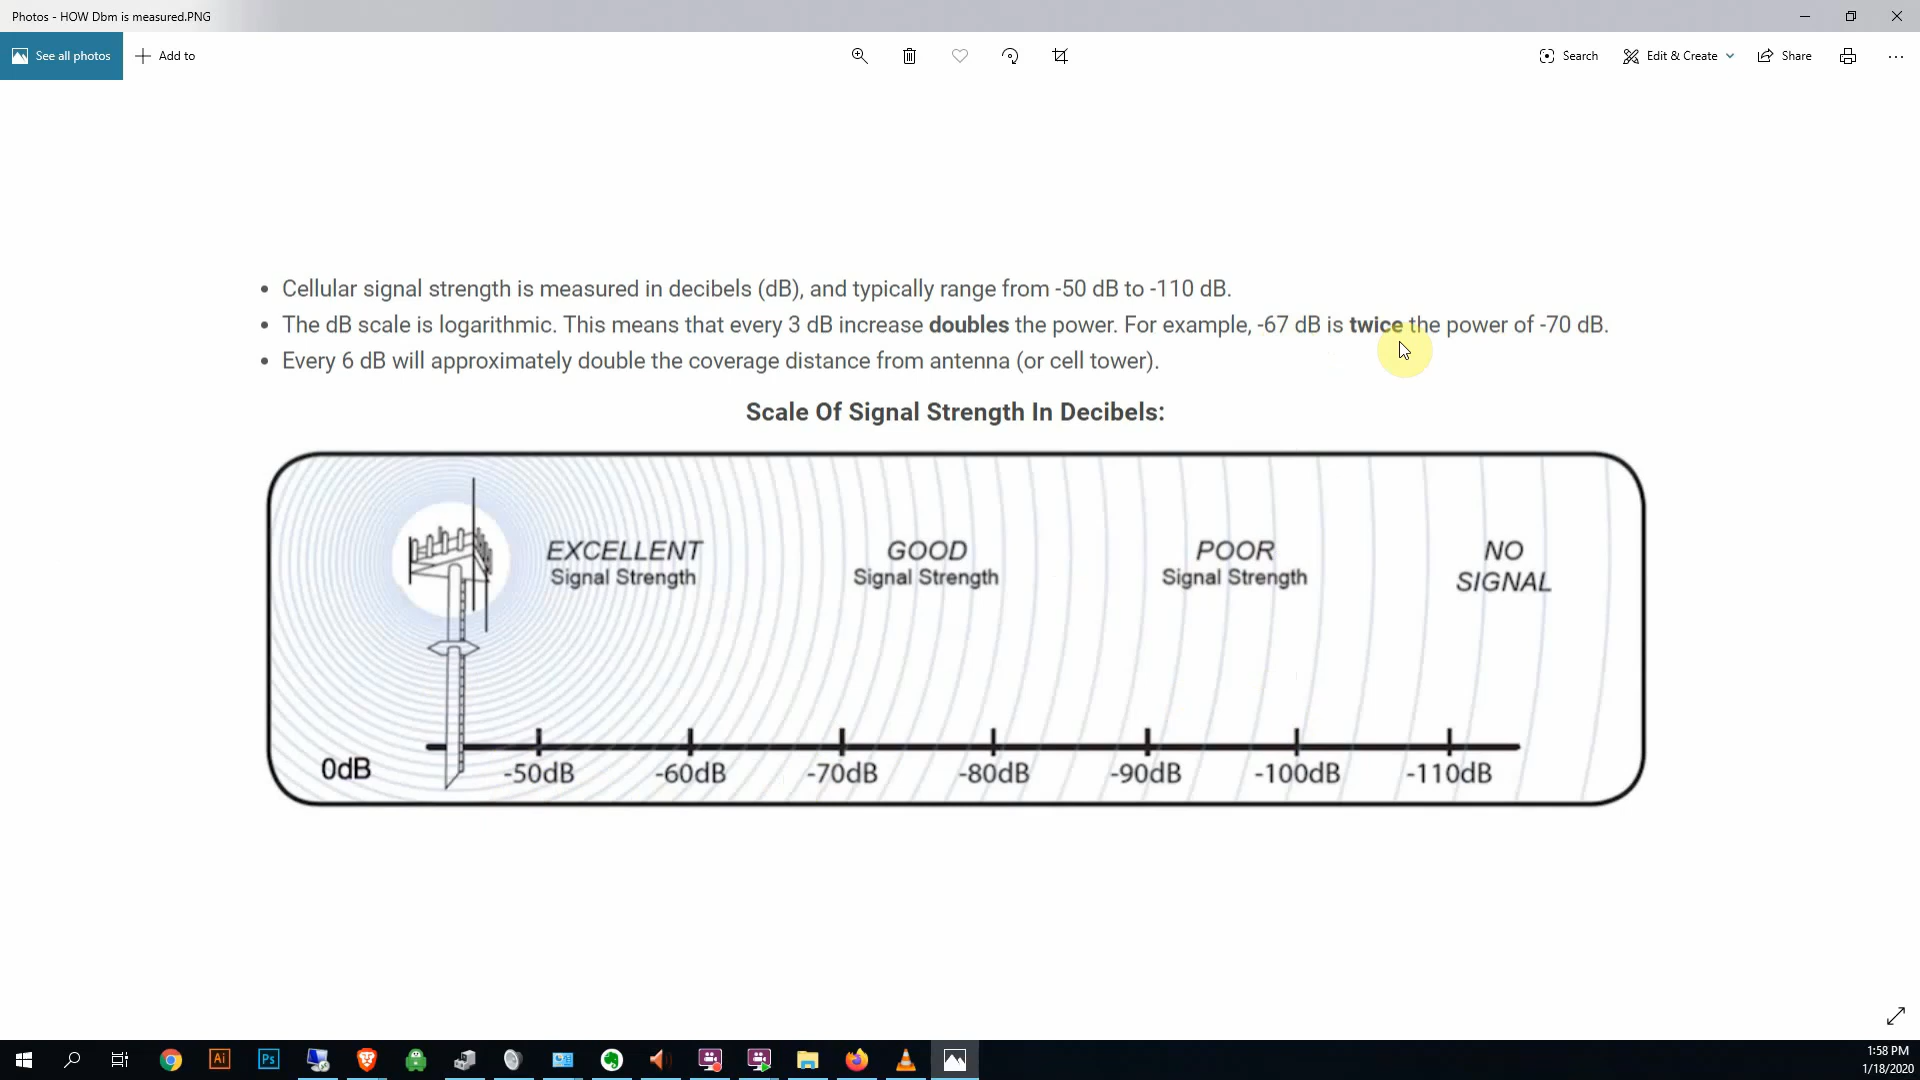 Photos - HOW Dbm is measured.PNG
See all photos
Add to
Search
Edit & Create
Share
• Cellular signal strength is measured in decibels (dB), and typically range from -50 dB to -110 dB.
• The dB scale is logarithmic. This means that every 3 dB increase doubles the power. For example, -67 dB is twice the power of -70 dB.
• Every 6 dB will approximately double the coverage distance from antenna (or cell tower).
Scale Of Signal Strength In Decibels:
EXCELLENT
Signal Strength
GOOD
Signal Strength
POOR
Signal Strength
NO
SIGNAL
0dB
-50dB
-60dB
-70dB
-80dB
-90dB
-100dB
-110dB
Ai
Ps
1:58 PM
1/18/2020